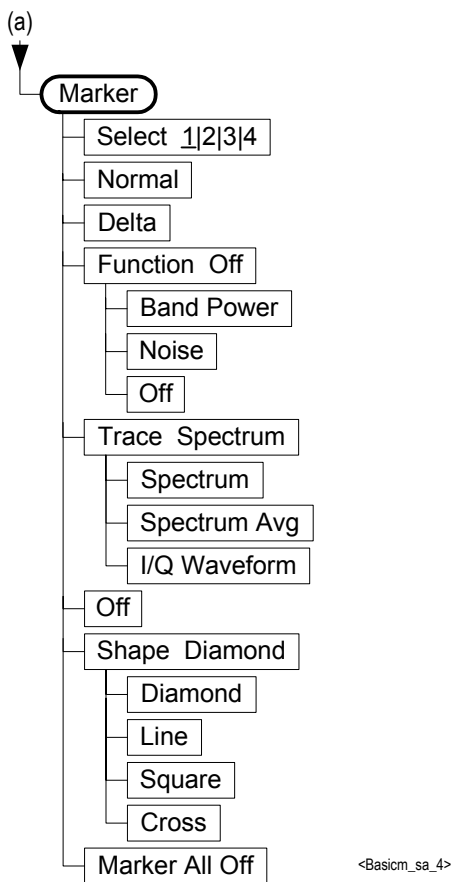 (a)
Marker
Select 1|2|3|4
Normal
Delta
Function Off
Band Power
Noise
Off
Trace Spectrum
Spectrum
Spectrum Avg
I/Q Waveform
Off
Shape Diamond
Diamond
Line
Square
Cross
Marker All Off
<Basicm_sa_4>